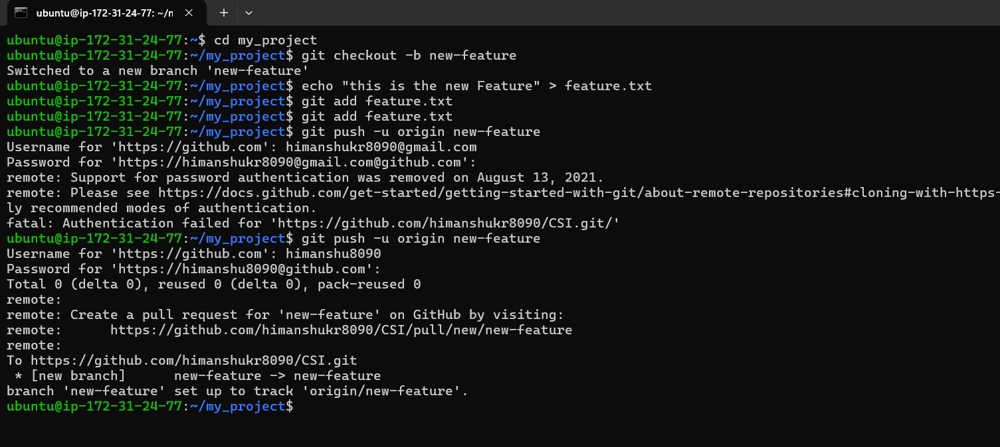 ubuntu@ip-172-31-24-77: ~/n
ubuntu@ip-172-31-24-77:~$ cd my_project
ubuntu@ip-172-31-24-77:~/my_project$ git checkout -b new-feature
Switched to a new branch 'new-feature'
ubuntu@ip-172-31-24-77:~/my_project$ echo "this is the new Feature" > feature.txt
ubuntu@ip-172-31-24-77:~/my_project$ git add feature.txt
ubuntu@ip-172-31-24-77:~/my_project$ git add feature.txt
ubuntu@ip-172-31-24-77:~/my_project$ git push -u origin new-feature
Username for 'https://github.com': himanshukr8090@gmail.com
Password for 'https://himanshukr8090@gmail.com@github.com':
remote: Support for password authentication was removed on August 13, 2021.
remote: Please see https://docs.github.com/get-started/getting-started-with-git/about-remote-repositories#cloning-with-https-
ly recommended modes of authentication.
fatal: Authentication failed for 'https://github.com/himanshukr8090/CSI.git/'
ubuntu@ip-172-31-24-77:~/my_project$ git push -u origin new-feature
Username for 'https://github.com': himanshu8090
Password for 'https://himanshu8090@github.com':
Total 0 (delta 0), reused 0 (delta 0), pack-reused 0
remote:
remote: Create a pull request for 'new-feature' on GitHub by visiting:
remote:      https://github.com/himanshukr8090/CSI/pull/new/new-feature
remote:
To https://github.com/himanshukr8090/CSI.git
 * [new branch]      new-feature -> new-feature
branch 'new-feature' set up to track 'origin/new-feature'.
ubuntu@ip-172-31-24-77:~/my_project$